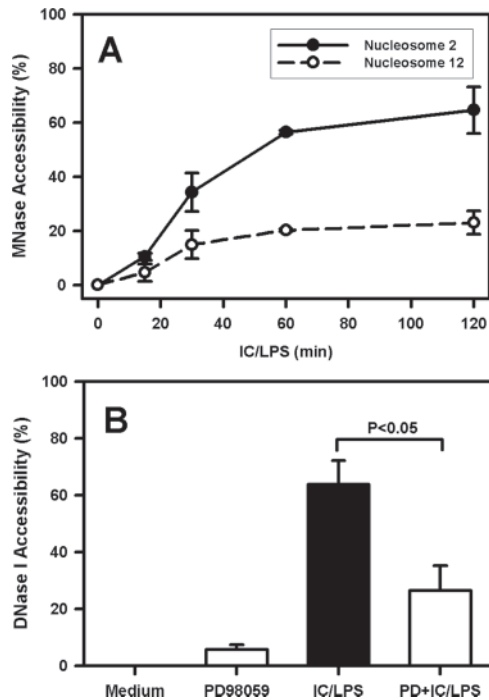 100
A
Nucleosome 2
Nucleosome 12
80
60
40
20
0
MNase Accessibility (%)
0 20 40 60 80 100 120
IC/LPS (min)
100
B
P<0.05
80
60
40
20
0
DNase I Accessibility (%)
Medium PD98059 IC/LPS PD+IC/LPS